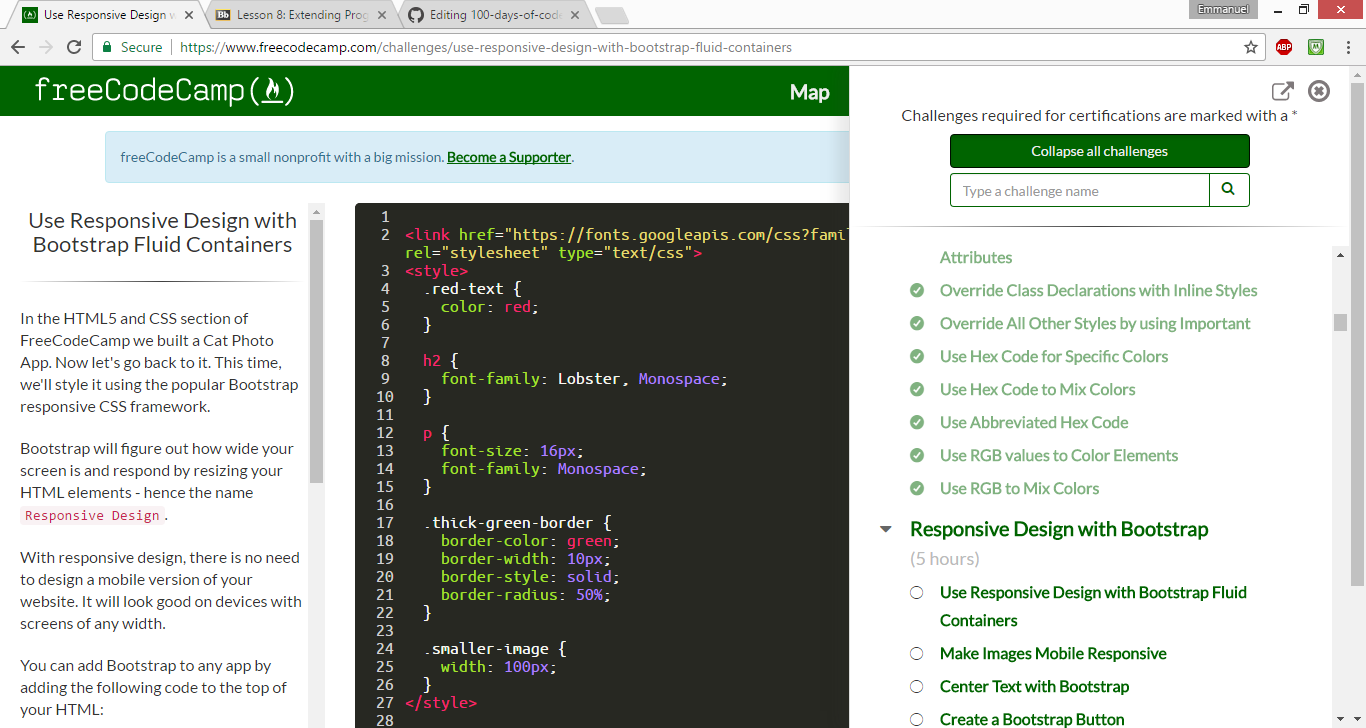 Use Responsive Design w
Lesson 8: Extending Prog
Editing 100-days-of-code
Emmanuel
Secure
https://www.freecodecamp.com/challenges/use-responsive-design-with-bootstrap-fluid-containers
ABP
freeCodeCamp
Map
freeCodeCamp is a small nonprofit with a big mission. Become a Supporter.
Use Responsive Design with
Bootstrap Fluid Containers
In the HTML5 and CSS section of
FreeCodeCamp we built a Cat Photo
App. Now let's go back to it. This time,
we'll style it using the popular Bootstrap
responsive CSS framework.
Bootstrap will figure out how wide your
screen is and respond by resizing your
HTML elements - hence the name
Responsive Design.
With responsive design, there is no need
to design a mobile version of your
website. It will look good on devices with
screens of any width.
You can add Bootstrap to any app by
adding the following code to the top of
your HTML:
1
2 <link href="https://fonts.googleapis.com/css?famil
rel="stylesheet" type="text/css">
3 <style>
4 .red-text {
5 color: red;
6 }
7
8 h2 {
9 font-family: Lobster, Monospace;
10 }
11
12 p {
13 font-size: 16px;
14 font-family: Monospace;
15 }
16
17 .thick-green-border {
18 border-color: green;
19 border-width: 10px;
20 border-style: solid;
21 border-radius: 50%;
22 }
23
24 .smaller-image {
25 width: 100px;
26 }
27 </style>
28
Challenges required for certifications are marked with a *
Collapse all challenges
Type a challenge name
Attributes
Override Class Declarations with Inline Styles
Override All Other Styles by using Important
Use Hex Code for Specific Colors
Use Hex Code to Mix Colors
Use Abbreviated Hex Code
Use RGB values to Color Elements
Use RGB to Mix Colors
Responsive Design with Bootstrap
(5 hours)
Use Responsive Design with Bootstrap Fluid
Containers
Make Images Mobile Responsive
Center Text with Bootstrap
Create a Bootstrap Button